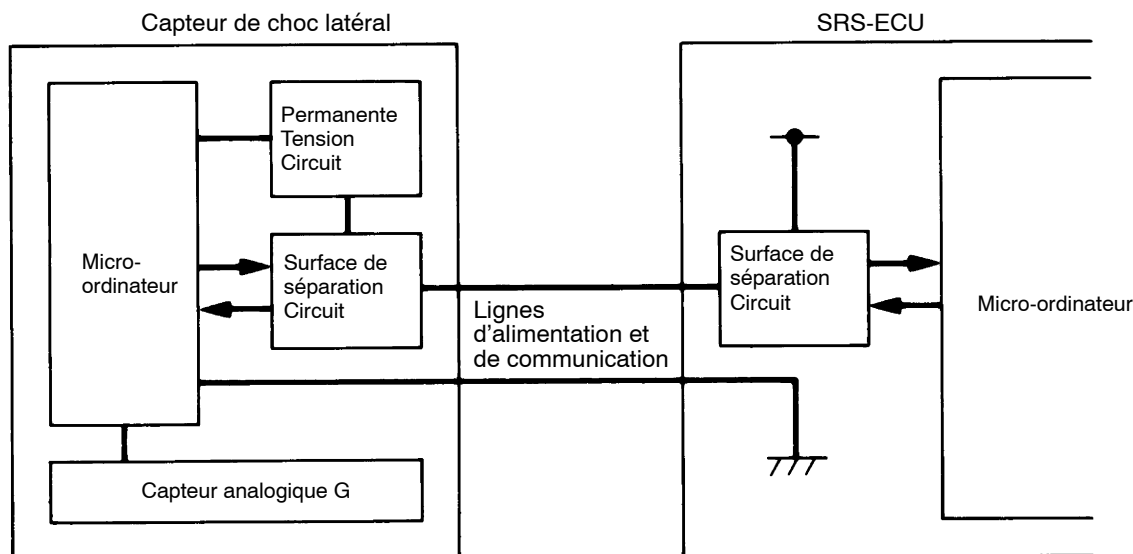 Capteur de choc latéral
SRS-ECU
Permanente
Tension
Circuit
Micro-
ordinateur
Surface de
séparation
Circuit
Lignes
d'alimentation et
de communication
Surface de
séparation
Circuit
Micro-ordinateur
Capteur analogique G